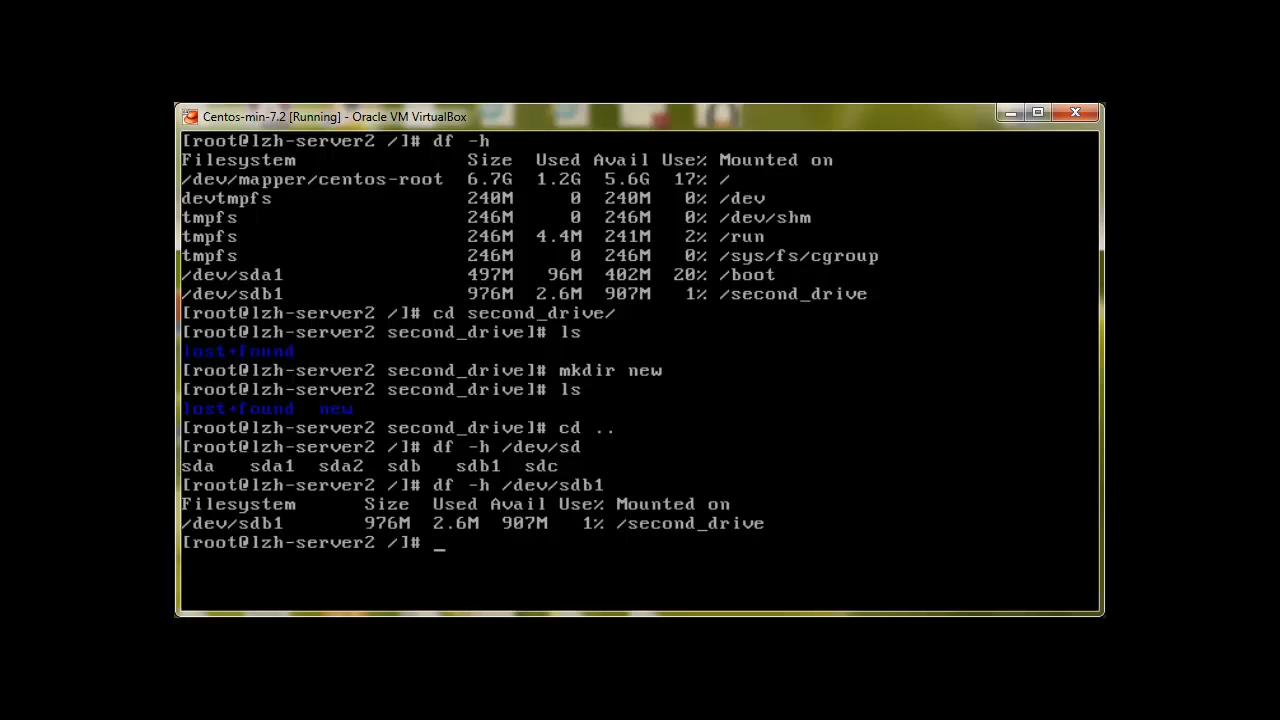 Centos-min-7.2 [Running] - Oracle VM VirtualBox
[root@lzh-server2 /]# df -h
Filesystem Size Used Avail Use% Mounted on
/dev/mapper/centos-root 6.7G 1.2G 5.6G 17% /
devtmpfs 240M 0 240M 0% /dev
tmpfs 246M 0 246M 0% /dev/shm
tmpfs 246M 4.4M 241M 2% /run
tmpfs 246M 0 246M 0% /sys/fs/cgroup
/dev/sda1 497M 96M 402M 20% /boot
/dev/sdb1 976M 2.6M 907M 1% /second_drive
[root@lzh-server2 /]# cd second_drive/
[root@lzh-server2 second_drive]# ls
lost+found
[root@lzh-server2 second_drive]# mkdir new
[root@lzh-server2 second_drive]# ls
lost+found new
[root@lzh-server2 second_drive]# cd ..
[root@lzh-server2 /]# df -h /dev/sd
sda sda1 sda2 sdb sdb1 sdc
[root@lzh-server2 /]# df -h /dev/sdb1
Filesystem Size Used Avail Use% Mounted on
/dev/sdb1 976M 2.6M 907M 1% /second_drive
[root@lzh-server2 /]# _